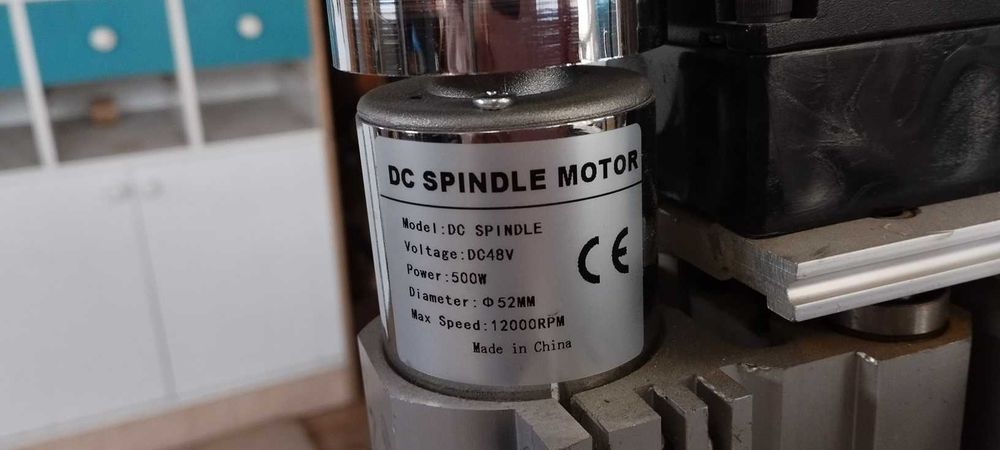 DC SPINDLE MOTOR
Model:DC SPINDLE
Voltage:DC48V
CE
Power:500W
Diameter:Φ52MM
Max Speed:12000RPM
Made in China